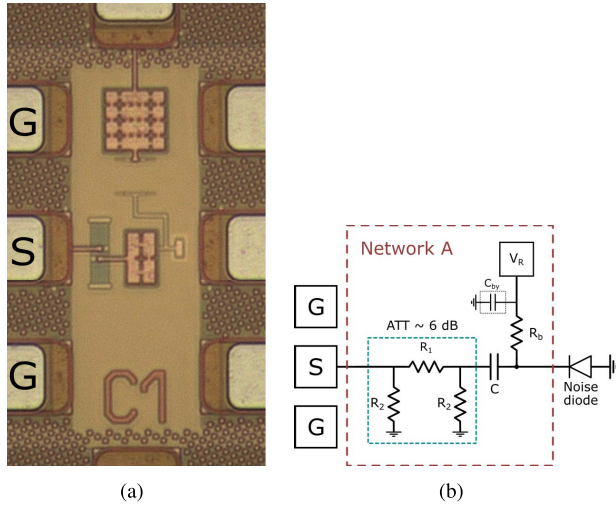 G
S
G
C1
(a)
Network A
V_R
C_by
ATT ~ 6 dB
R_b
G
R_1
S
R_2
R_2
C
Noise
diode
G
(b)